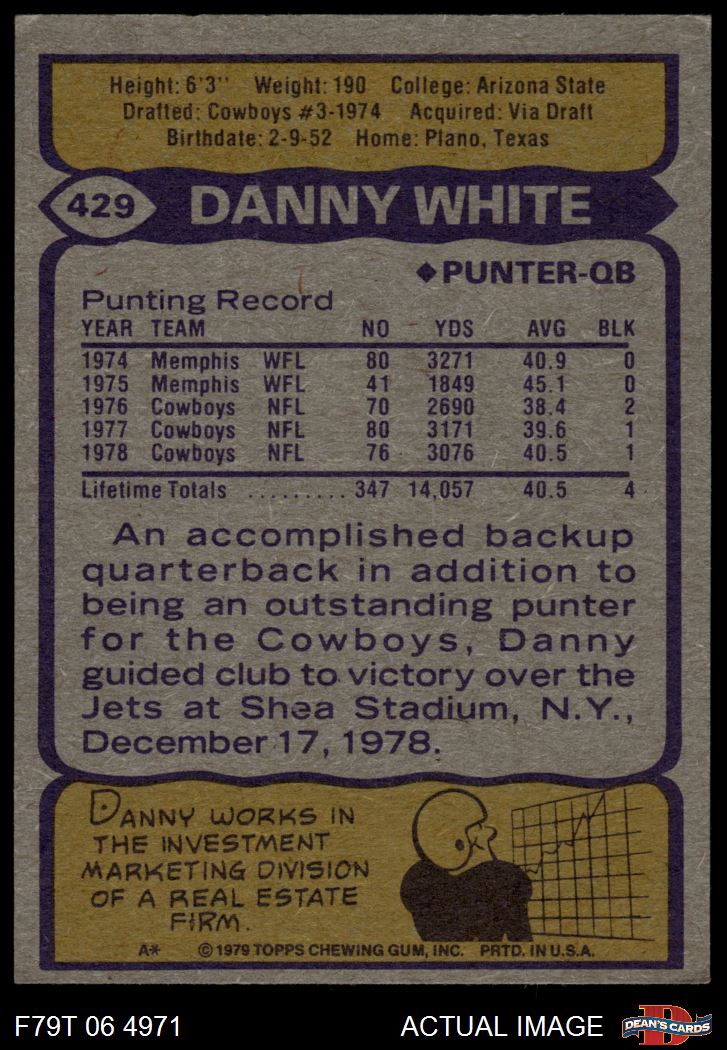 Height: 6'3'' Weight: 190 College: Arizona State
Drafted: Cowboys #3-1974 Acquired: Via Draft
Birthdate: 2-9-52 Home: Plano, Texas
429 DANNY WHITE
◆PUNTER-QB
Punting Record
YEAR TEAM NO YDS AVG BLK
1974 Memphis WFL 80 3271 40.9 0
1975 Memphis WFL 41 1849 45.1 0
1976 Cowboys NFL 70 2690 38.4 2
1977 Cowboys NFL 80 3171 39.6 1
1978 Cowboys NFL 76 3076 40.5 1
Lifetime Totals ......... 347 14,057 40.5 4
An accomplished backup
quarterback in addition to
being an outstanding punter
for the Cowboys, Danny
guided club to victory over the
Jets at Shea Stadium, N.Y.,
December 17, 1978.
DANNY WORKS IN
THE INVESTMENT
MARKETING DIVISION
OF A REAL ESTATE
FIRM.
A* © 1979 TOPPS CHEWING GUM, INC. PRTD. IN U.S.A.
F79T 06 4971 ACTUAL IMAGE
D
DEAN'S CARDS